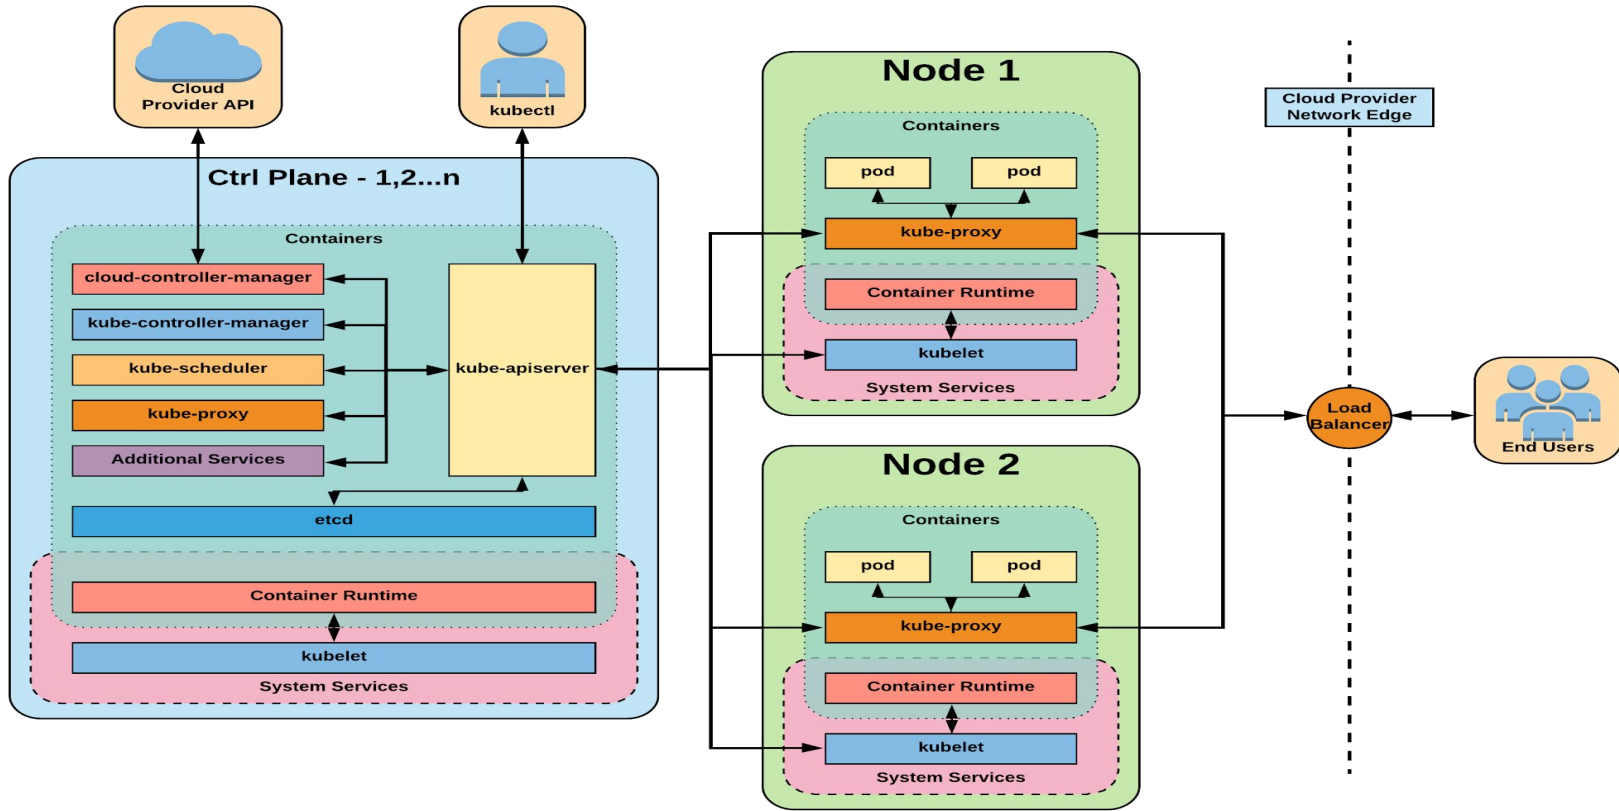 Cloud
Provider API
kubectl
Ctrl Plane - 1,2...n
Containers
cloud-controller-manager
kube-controller-manager
kube-scheduler
kube-proxy
Additional Services
kube-apiserver
etcd
Container Runtime
kubelet
System Services
Node 1
Containers
pod
pod
kube-proxy
Container Runtime
kubelet
System Services
Node 2
Containers
pod
pod
kube-proxy
Container Runtime
kubelet
System Services
Cloud Provider
Network Edge
Load
Balancer
End Users